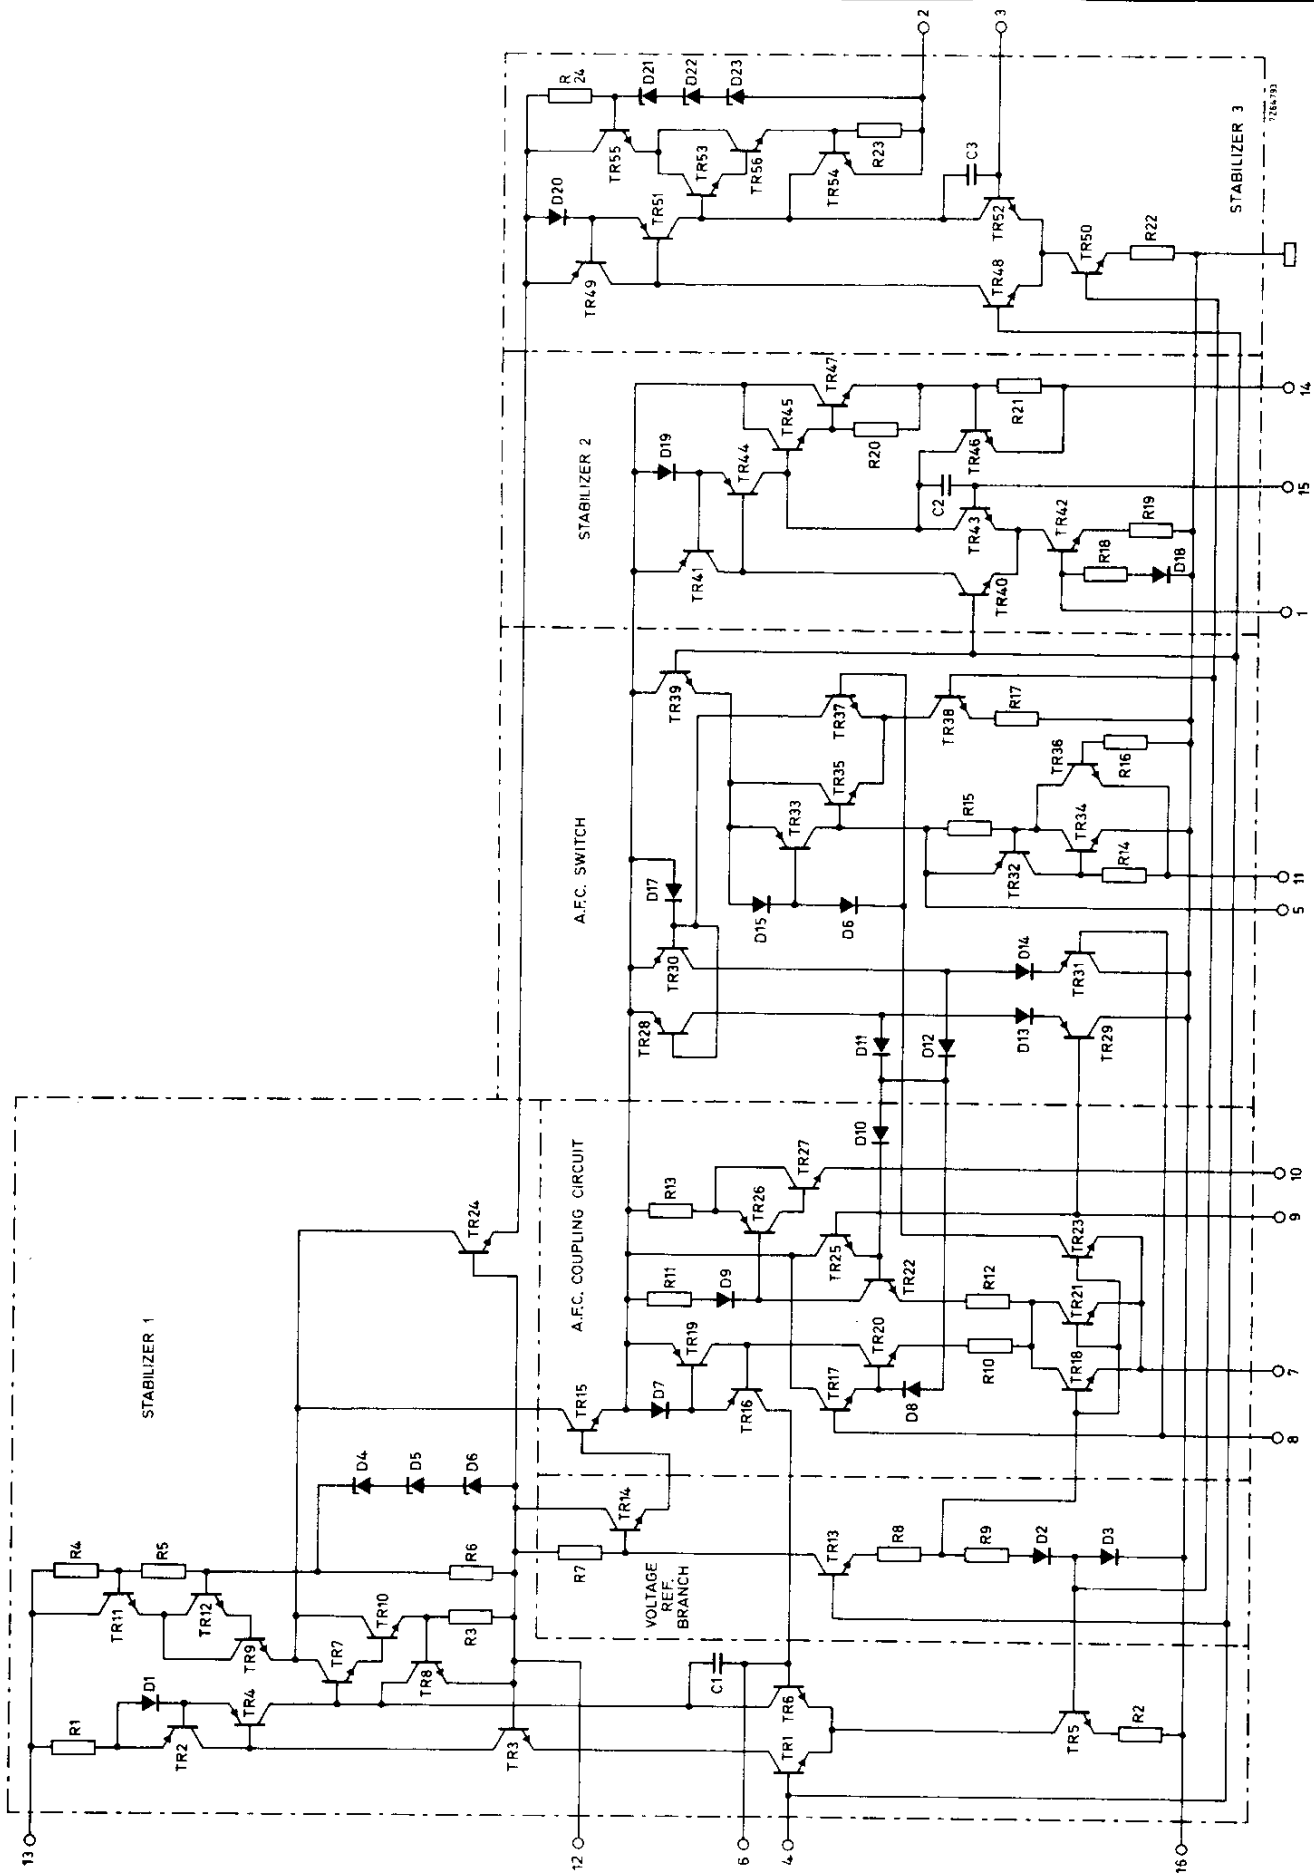 13
12
6
4
16
8
7
9
10
5
11
1
15
14
3
2
STABILIZER 1
R1
D1
TR2
TR4
TR3
R4
TR11
R5
TR12
TR9
TR7
TR10
TR8
R3
R6
D4
D5
D6
TR24
C1
TR6
TR1
TR5
R2
VOLTAGE
REF.
BRANCH
R7
TR14
TR13
R8
R9
D2
D3
TR15
A.F.C. COUPLING CIRCUIT
D7
TR19
TR16
TR17
TR20
D8
R10
TR18
R11
D9
TR22
TR25
R12
TR21
TR23
R13
TR26
TR27
D10
A.F.C. SWITCH
TR28
TR30
D17
D11
D12
D13
D14
TR29
TR31
D15
D6
TR33
TR35
TR37
TR39
TR38
R17
R15
TR32
TR34
R14
TR36
R16
STABILIZER 2
D19
TR41
TR44
TR45
TR47
R20
C2
TR43
TR46
R21
TR40
TR42
R18
D18
R19
STABILIZER 3
R
24
D21
D22
D23
TR55
TR53
TR56
TR54
R23
D20
TR49
TR51
C3
TR52
TR48
TR50
R22
7Z64793